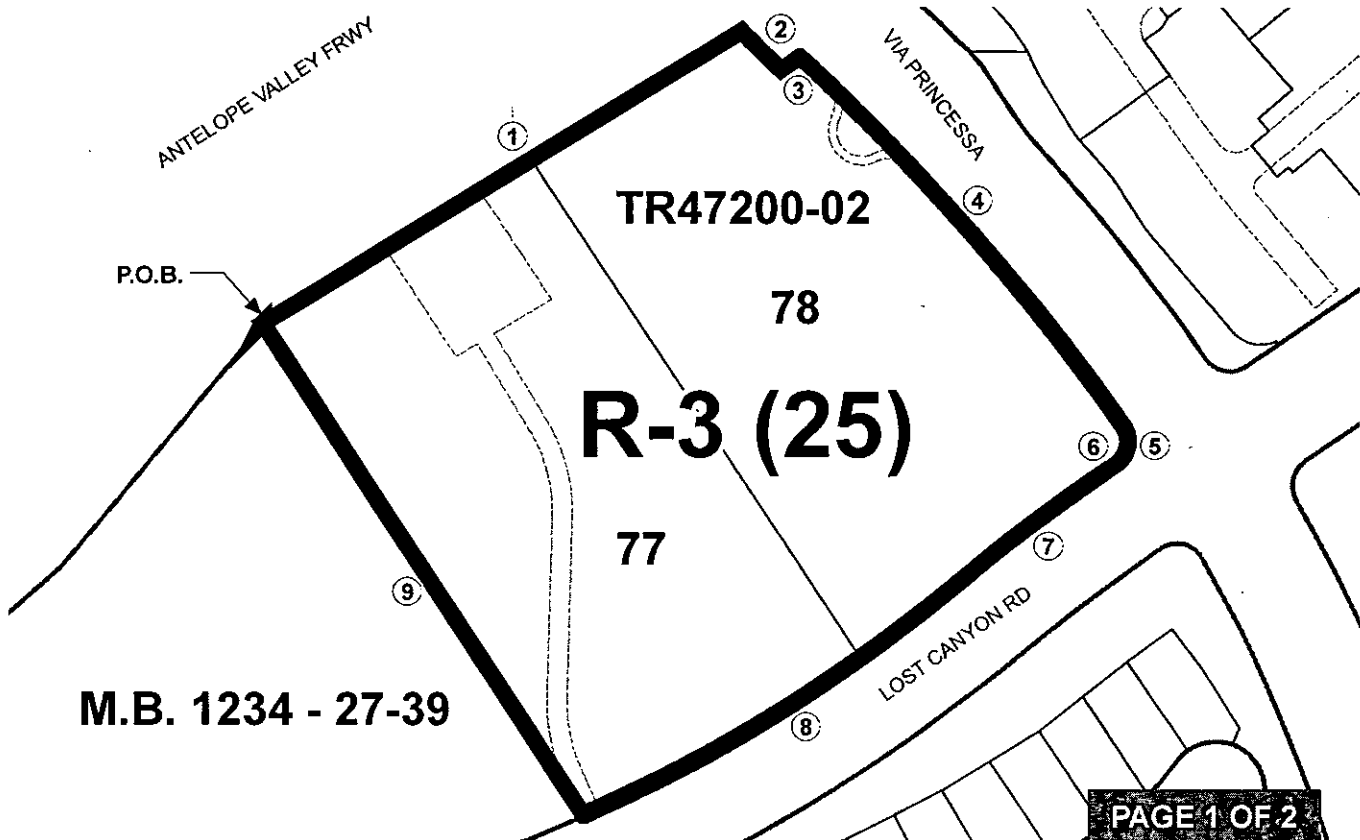 ANTELOPE VALLEY FRWY
VIA PRINCESSA
2
3
1
4
TR47200-02
P.O.B.
78
R-3 (25)
6
5
77
7
9
LOST CANYON RD
8
M.B. 1234 - 27-39
PAGE 1 OF 2